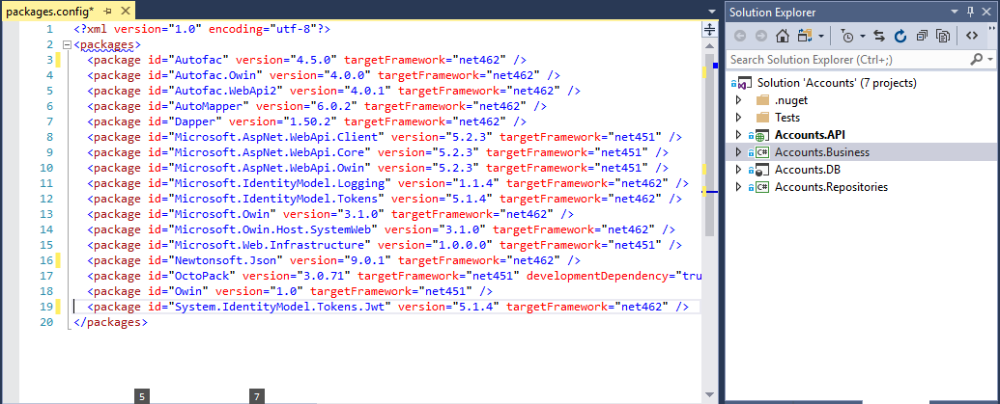 packages.config*
1 <?xml version="1.0" encoding="utf-8"?>
2 <packages>
3 <package id="Autofac" version="4.5.0" targetFramework="net462" />
4 <package id="Autofac.Owin" version="4.0.0" targetFramework="net462" />
5 <package id="Autofac.WebApi2" version="4.0.1" targetFramework="net462" />
6 <package id="AutoMapper" version="6.0.2" targetFramework="net462" />
7 <package id="Dapper" version="1.50.2" targetFramework="net462" />
8 <package id="Microsoft.AspNet.WebApi.Client" version="5.2.3" targetFramework="net451" />
9 <package id="Microsoft.AspNet.WebApi.Core" version="5.2.3" targetFramework="net451" />
10 <package id="Microsoft.AspNet.WebApi.Owin" version="5.2.3" targetFramework="net451" />
11 <package id="Microsoft.IdentityModel.Logging" version="1.1.4" targetFramework="net462" />
12 <package id="Microsoft.IdentityModel.Tokens" version="5.1.4" targetFramework="net462" />
13 <package id="Microsoft.Owin" version="3.1.0" targetFramework="net462" />
14 <package id="Microsoft.Owin.Host.SystemWeb" version="3.1.0" targetFramework="net462" />
15 <package id="Microsoft.Web.Infrastructure" version="1.0.0.0" targetFramework="net451" />
16 <package id="Newtonsoft.Json" version="9.0.1" targetFramework="net462" />
17 <package id="OctoPack" version="3.0.71" targetFramework="net451" developmentDependency="tru
18 <package id="Owin" version="1.0" targetFramework="net451" />
19 <package id="System.IdentityModel.Tokens.Jwt" version="5.1.4" targetFramework="net462" />
20 </packages>
5 7
Solution Explorer
Search Solution Explorer (Ctrl+;)
Solution 'Accounts' (7 projects)
.nuget
Tests
Accounts.API
C# Accounts.Business
Accounts.DB
C# Accounts.Repositories